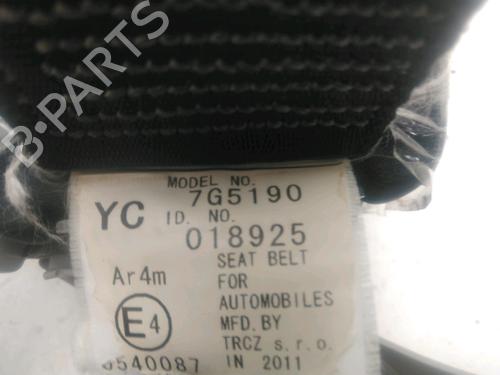 B-PARTS
MODEL NO.
7G5190
YC ID. NO.
018925
Ar4m SEAT BELT
FOR
AUTOMOBILES
E4 MFD. BY
TRCZ s.r.o.
0540087 IN 2011